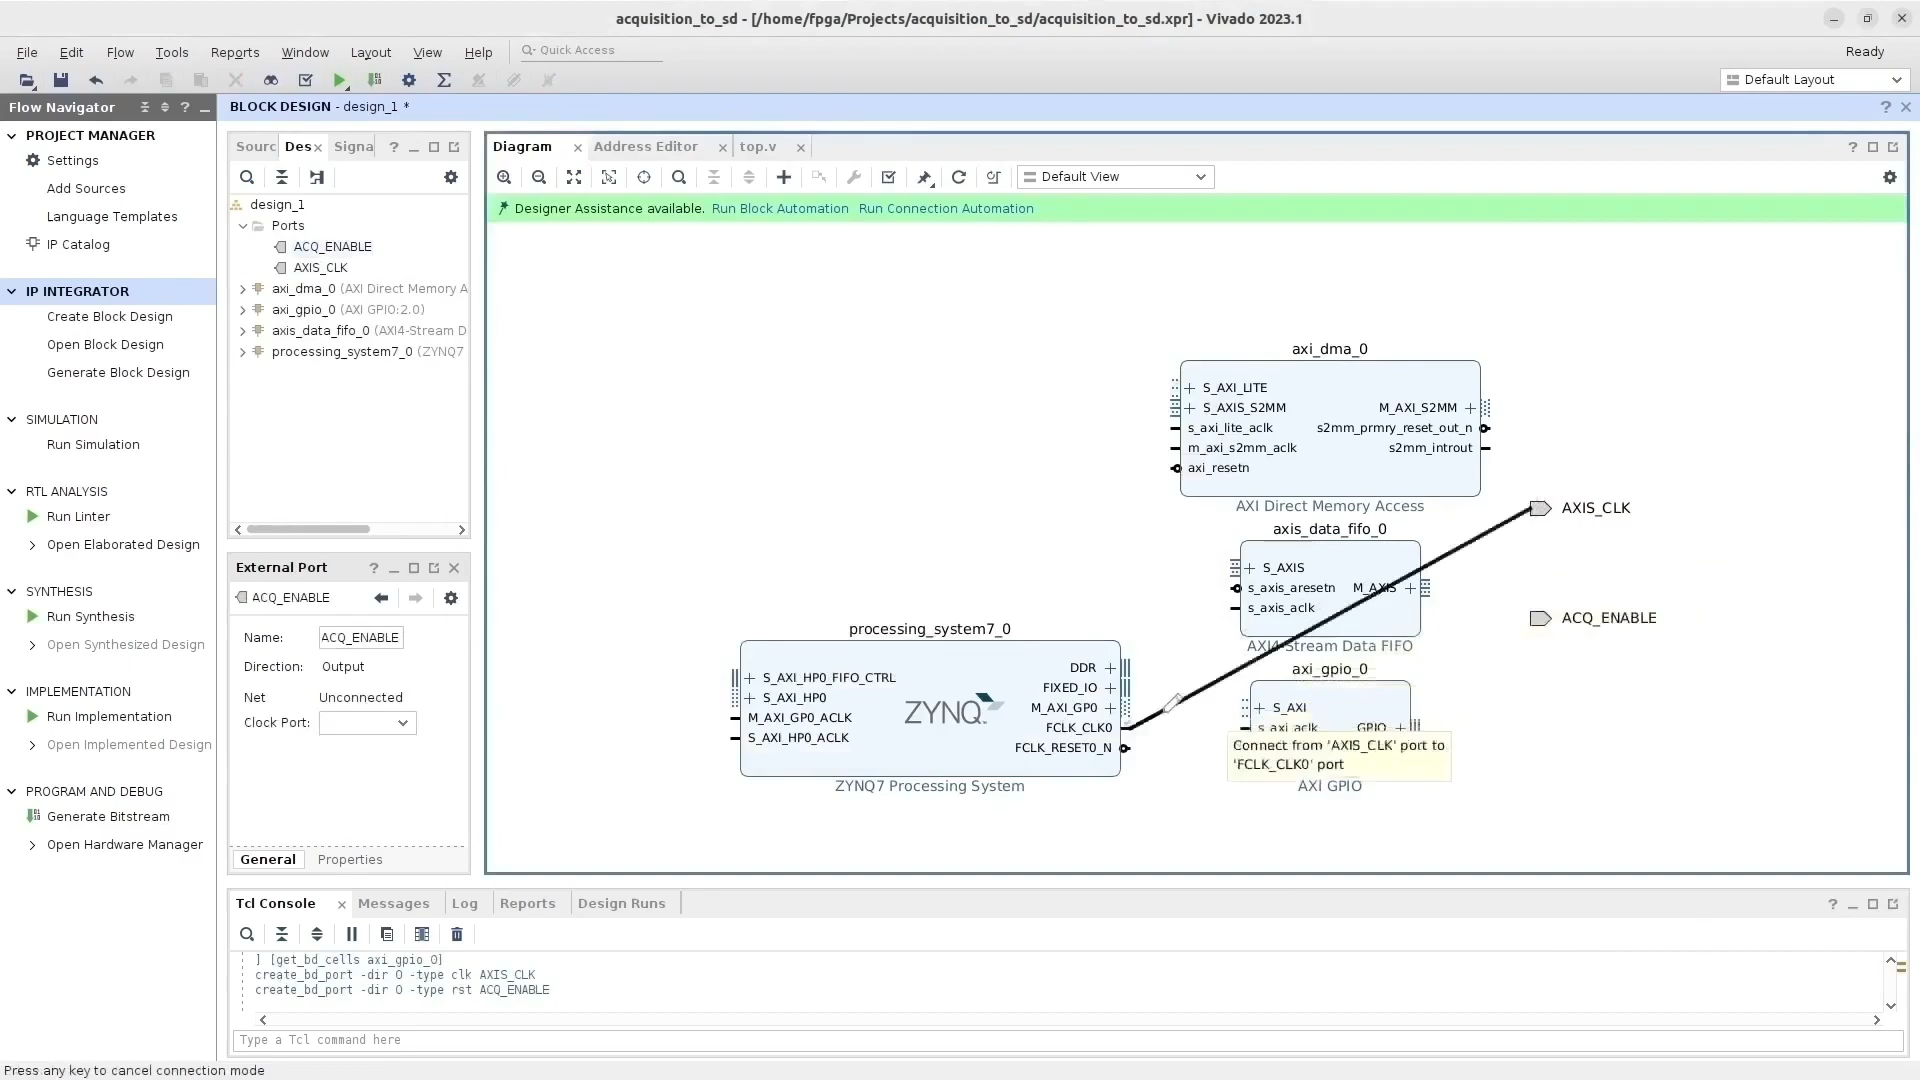 acquisition_to_sd - [/home/fpga/Projects/acquisition_to_sd/acquisition_to_sd.xpr] - Vivado 2023.1
File Edit Flow Tools Reports Window Layout View Help Quick Access
Ready
Default Layout
Flow Navigator
PROJECT MANAGER
Settings
Add Sources
Language Templates
IP Catalog
IP INTEGRATOR
Create Block Design
Open Block Design
Generate Block Design
SIMULATION
Run Simulation
RTL ANALYSIS
Run Linter
Open Elaborated Design
SYNTHESIS
Run Synthesis
Open Synthesized Design
IMPLEMENTATION
Run Implementation
Open Implemented Design
PROGRAM AND DEBUG
Generate Bitstream
Open Hardware Manager
BLOCK DESIGN - design_1 *
Sourc Des Signa
design_1
Ports
ACQ_ENABLE
AXIS_CLK
axi_dma_0 (AXI Direct Memory A
axi_gpio_0 (AXI GPIO:2.0)
axis_data_fifo_0 (AXI4-Stream D
processing_system7_0 (ZYNQ7
External Port
ACQ_ENABLE
Name: ACQ_ENABLE
Direction: Output
Net Unconnected
Clock Port:
General Properties
Diagram Address Editor top.v
Default View
Designer Assistance available. Run Block Automation Run Connection Automation
axi_dma_0
S_AXI_LITE
S_AXIS_S2MM M_AXI_S2MM
s_axi_lite_aclk s2mm_prmry_reset_out_n
m_axi_s2mm_aclk s2mm_introut
axi_resetn
AXI Direct Memory Access
AXIS_CLK
axis_data_fifo_0
S_AXIS
s_axis_aresetn M_AXIS
s_axis_aclk
AXI4-Stream Data FIFO
ACQ_ENABLE
processing_system7_0
S_AXI_HP0_FIFO_CTRL
S_AXI_HP0
M_AXI_GP0_ACLK
S_AXI_HP0_ACLK
ZYNQ
DDR
FIXED_IO
M_AXI_GP0
FCLK_CLK0
FCLK_RESET0_N
ZYNQ7 Processing System
axi_gpio_0
S_AXI
s_axi_aclk GPIO
Connect from 'AXIS_CLK' port to
'FCLK_CLK0' port
AXI GPIO
Tcl Console Messages Log Reports Design Runs
] [get_bd_cells axi_gpio_0]
create_bd_port -dir O -type clk AXIS_CLK
create_bd_port -dir O -type rst ACQ_ENABLE
Type a Tcl command here
Press any key to cancel connection mode